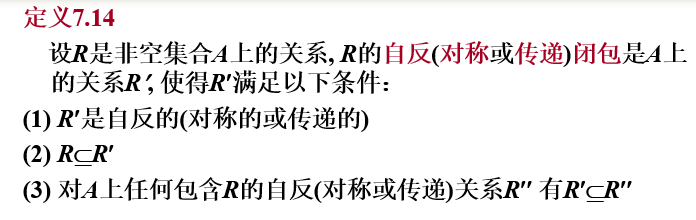 定义7.14
设R是非空集合A上的关系, R的自反(对称或传递)闭包是A上
的关系R′, 使得R′满足以下条件：
(1) R′是自反的(对称的或传递的)
(2) R⊆R′
(3) 对A上任何包含R的自反(对称或传递)关系R″ 有R′⊆R″